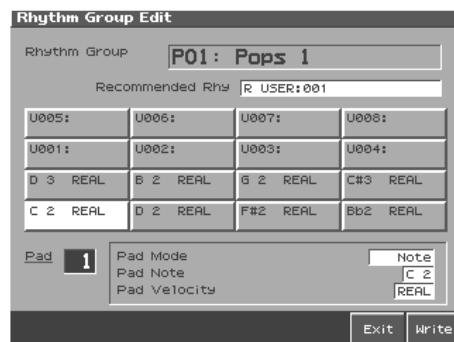 Rhythm Group Edit
Rhythm Group P01: Pops 1
Recommended Rhy R USER:001
U005: U006: U007: U008:
U001: U002: U003: U004:
D 3 REAL B 2 REAL G 2 REAL C#3 REAL
C 2 REAL D 2 REAL F#2 REAL Bb2 REAL
Pad 1 Pad Mode Note
Pad Note C 2
Pad Velocity REAL
Exit Write